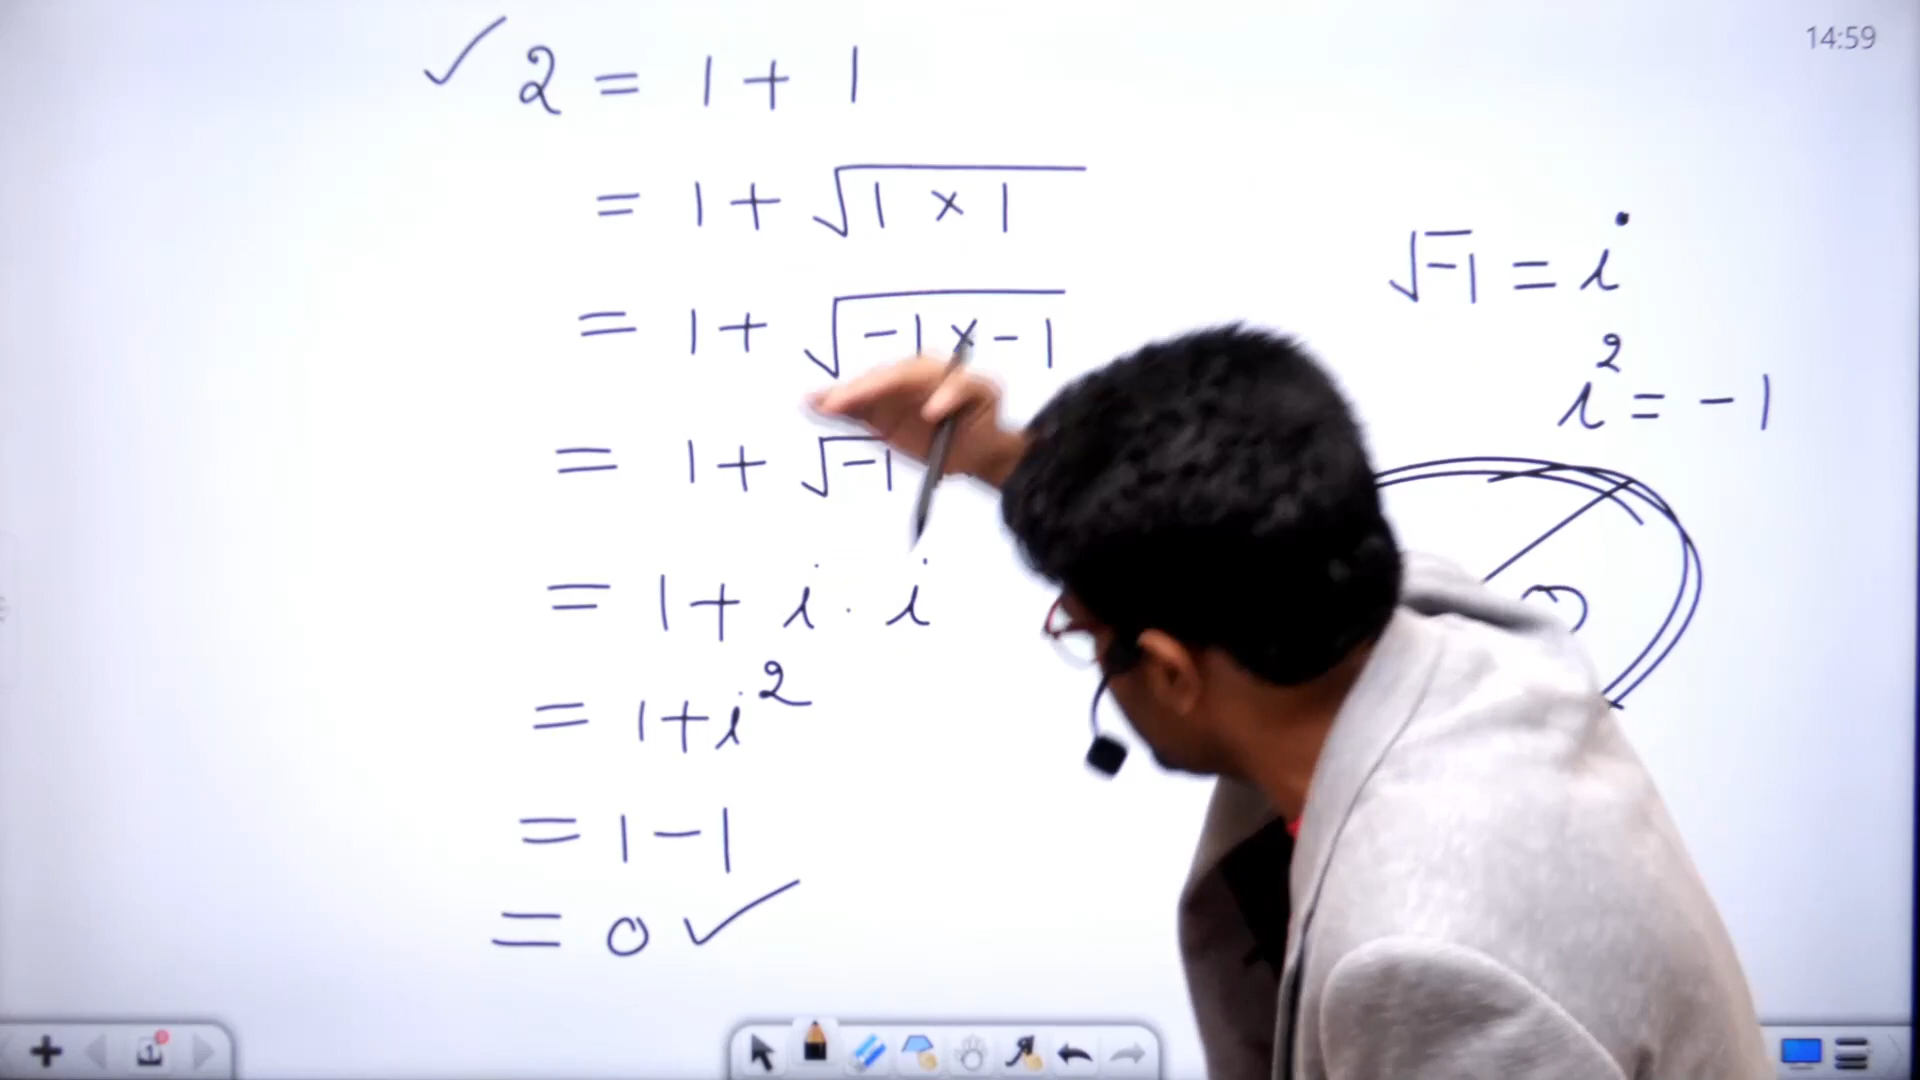 14:59
2 = 1 + 1
= 1 + √1 × 1
= 1 + √-1 × -1
= 1 + √-1
= 1 + i · i
= 1 + i²
= 1 - 1
= 0
√-1 = i
i² = -1
1